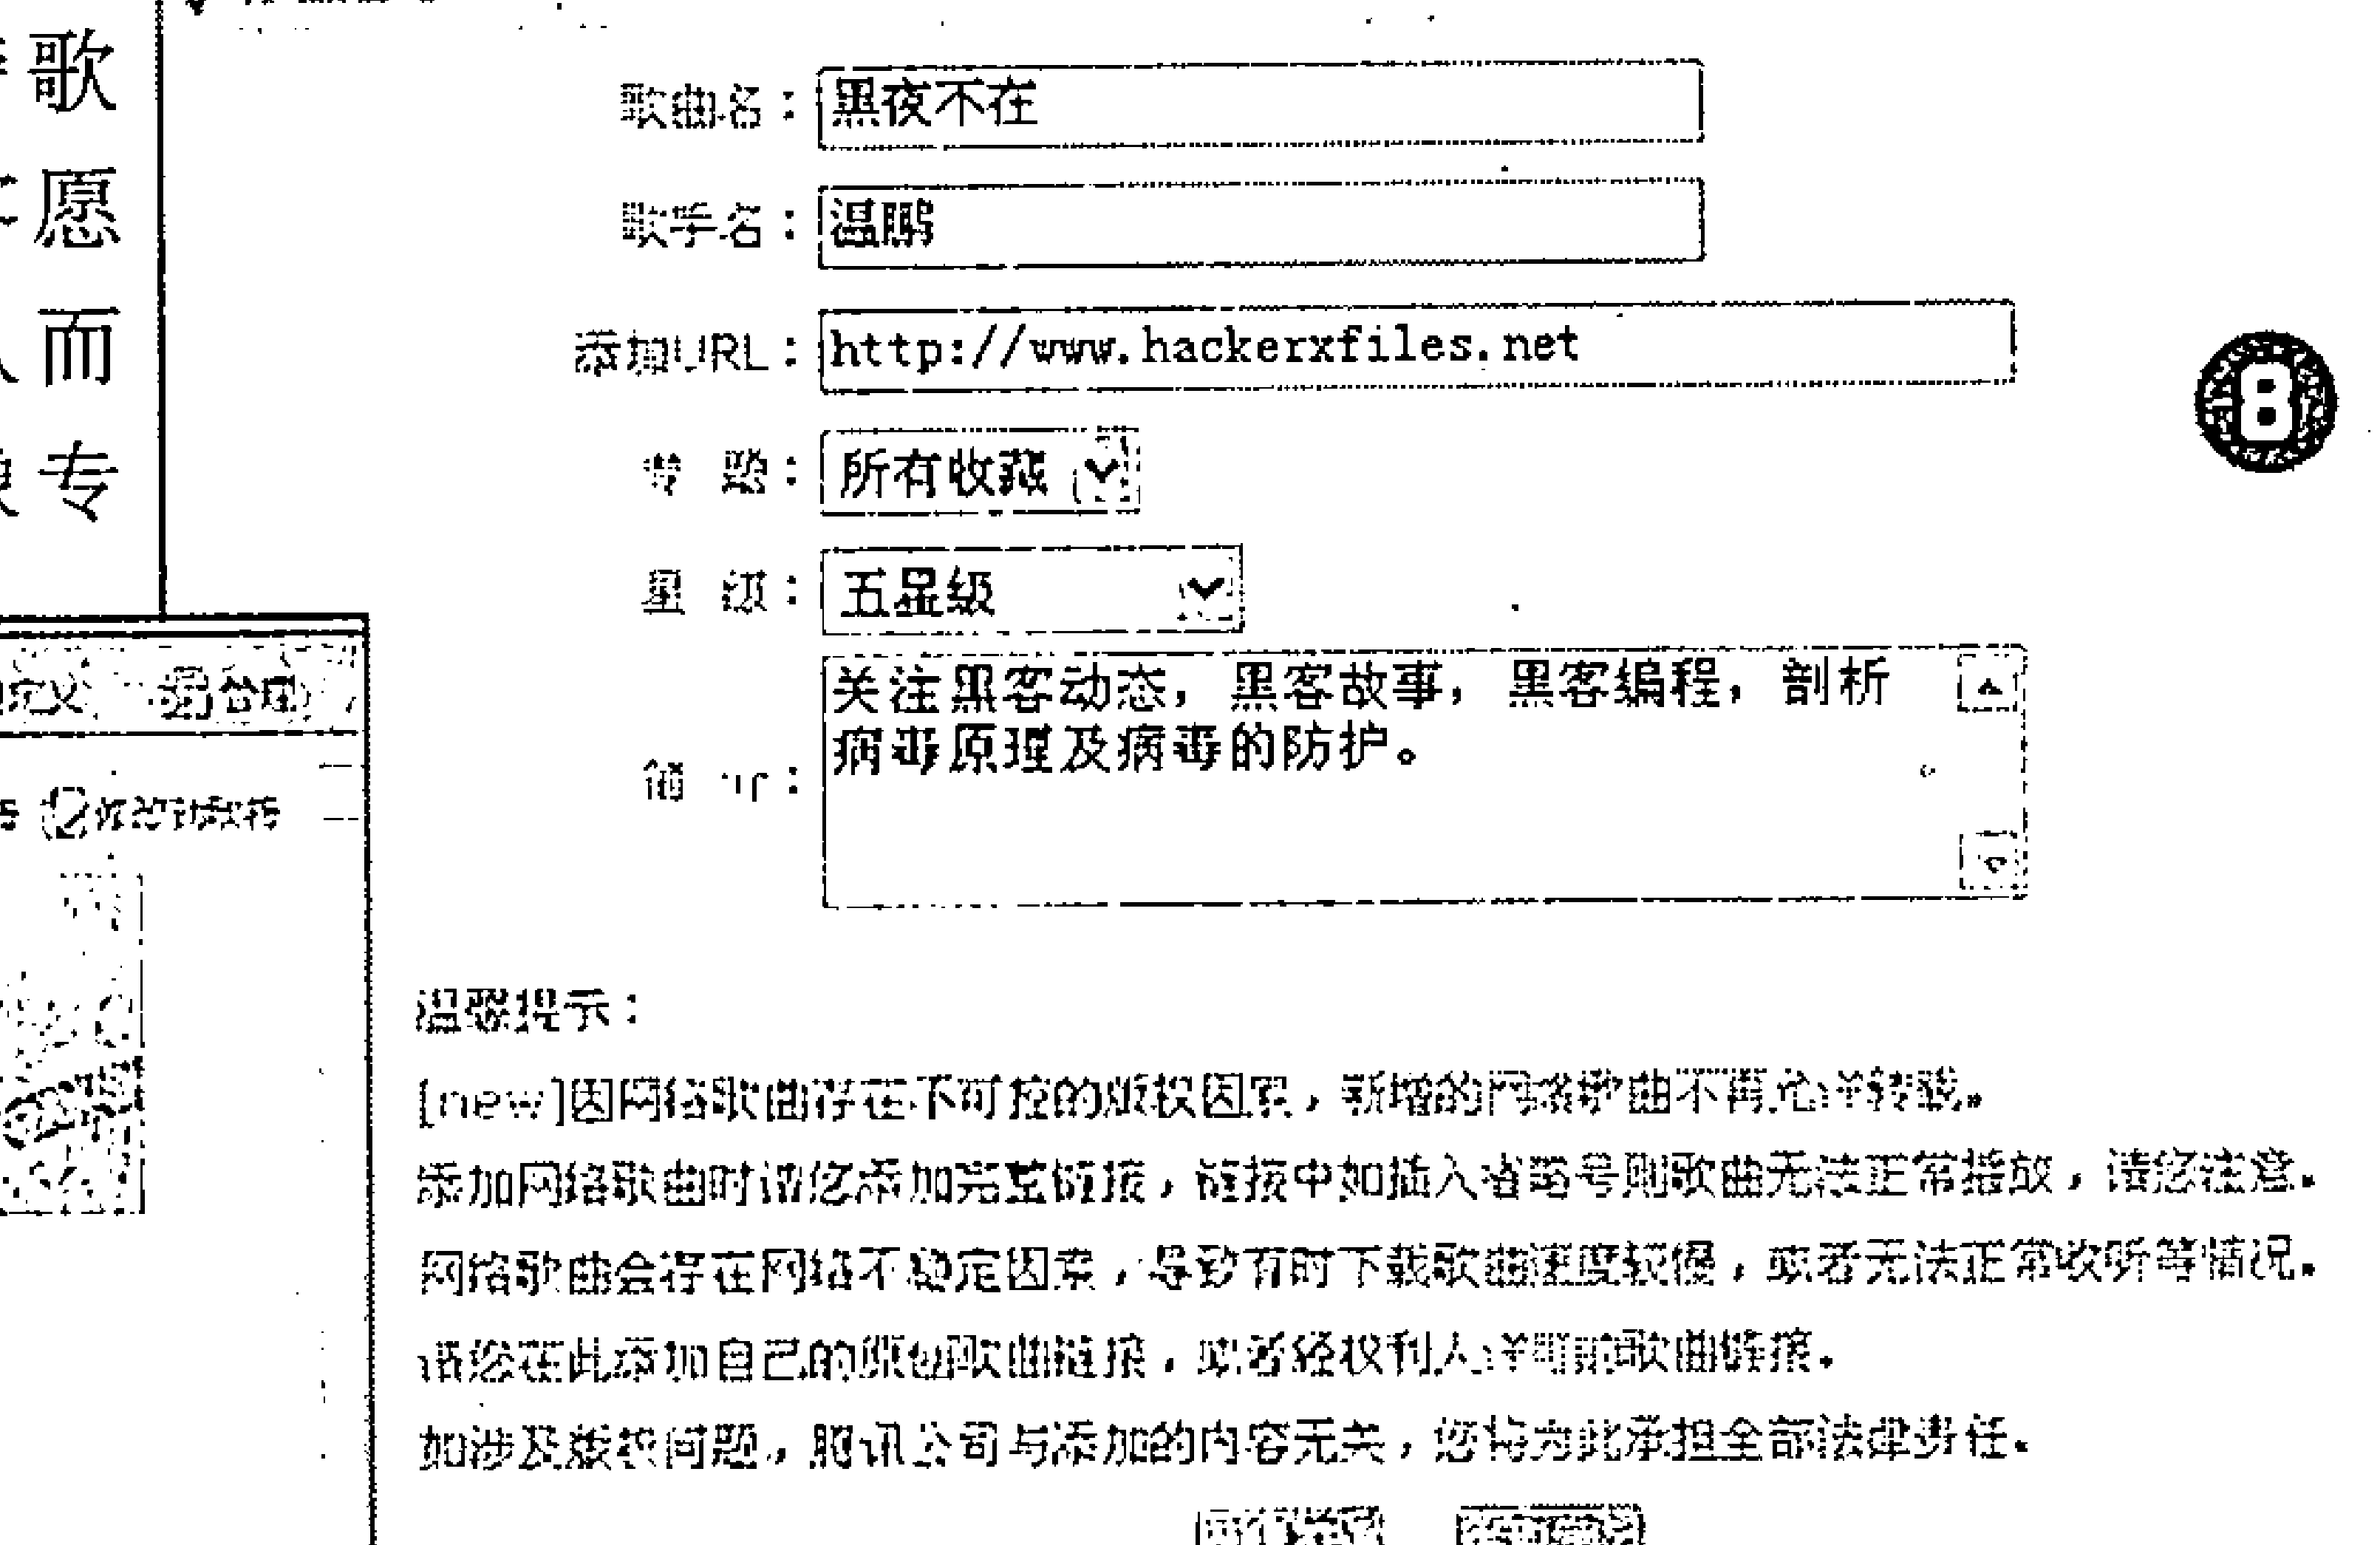 歌
愿
而
专
歌曲名：黑夜不在
歌手名：温鹏
添加URL：http://www.hackerxfiles.net
专 题：所有收藏
星 级：五星级
关注黑客动态，黑客故事，黑客编程，剖析
病毒原理及病毒的防护。
温馨提示：
[new]因网络歌曲存在不可控的版权因素，新增的网络歌曲不再允许转载。
添加网络歌曲时请您添加完整链接，链接中如插入省略号则歌曲无法正常播放，请您注意。
网络歌曲会存在网络不稳定因素，导致有时下载歌曲速度较慢，或者无法正常收听等情况。
请您在此添加自己的原创歌曲链接，或者经权利人许可的歌曲链接。
如涉及版权问题，腾讯公司与添加的内容无关，您将为此承担全部法律责任。